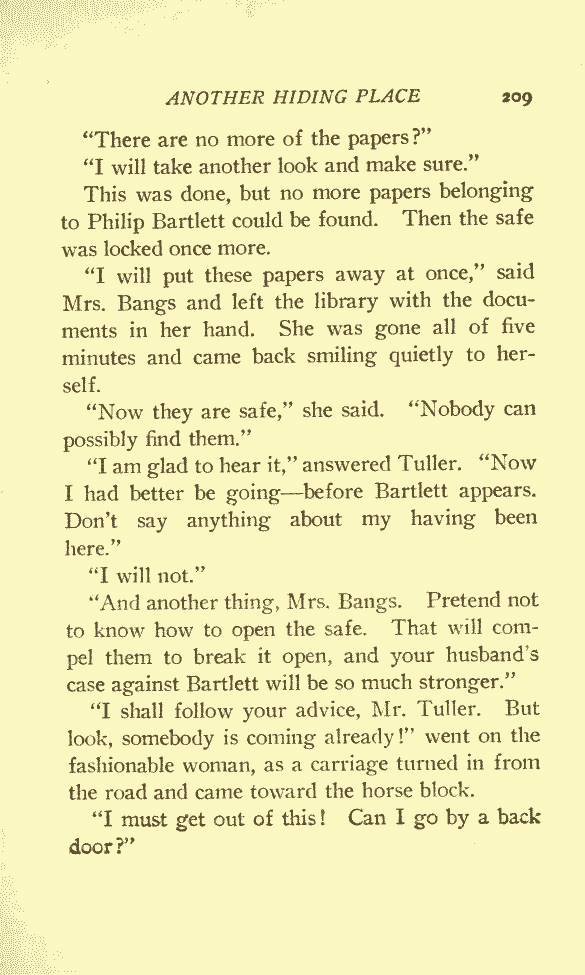 ANOTHER HIDING PLACE 209
“There are no more of the papers?”
“I will take another look and make sure.”
This was done, but no more papers belonging
to Philip Bartlett could be found. Then the safe
was locked once more.
“I will put these papers away at once,” said
Mrs. Bangs and left the library with the docu-
ments in her hand. She was gone all of five
minutes and came back smiling quietly to her-
self.
“Now they are safe,” she said. “Nobody can
possibly find them.”
“I am glad to hear it,” answered Tuller. “Now
I had better be going—before Bartlett appears.
Don’t say anything about my having been
here.”
“I will not.”
“And another thing, Mrs. Bangs. Pretend not
to know how to open the safe. That will com-
pel them to break it open, and your husband’s
case against Bartlett will be so much stronger.”
“I shall follow your advice, Mr. Tuller. But
look, somebody is coming already!” went on the
fashionable woman, as a carriage turned in from
the road and came toward the horse block.
“I must get out of this! Can I go by a back
door?”